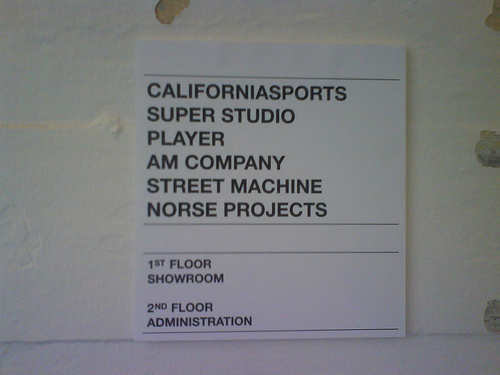 CALIFORNIASPORTS
SUPER STUDIO
PLAYER
AM COMPANY
STREET MACHINE
NORSE PROJECTS
1ST FLOOR
SHOWROOM
2ND FLOOR
ADMINISTRATION